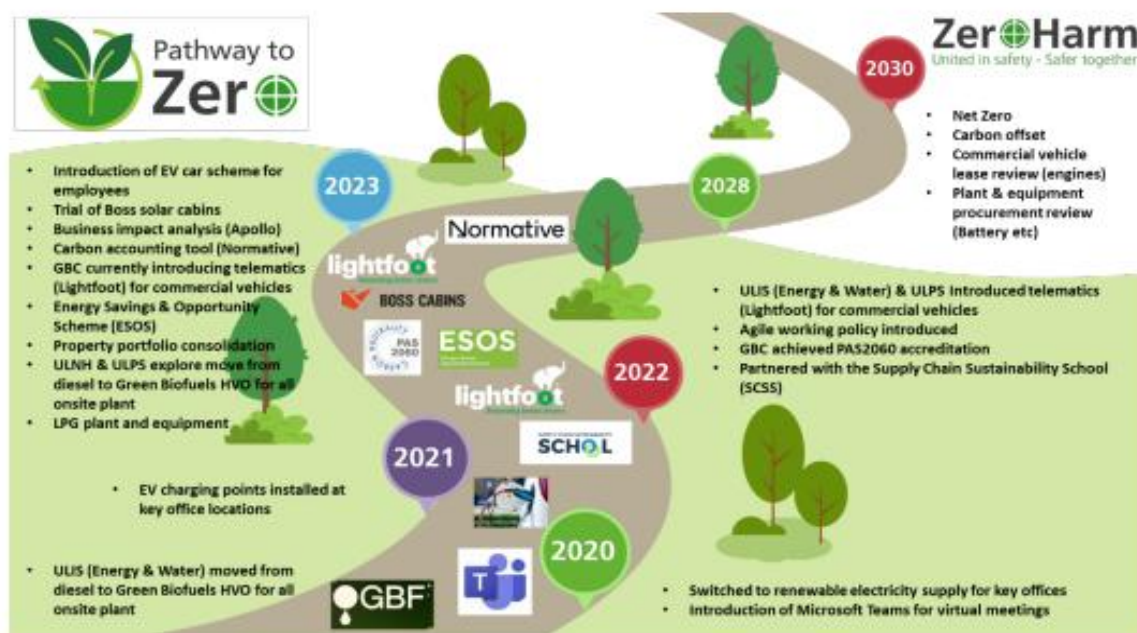 Pathway to
Zero
ZeroHarm
United in safety - Safer together
2030
• Net Zero
• Carbon offset
• Commercial vehicle
lease review (engines)
• Plant & equipment
procurement review
(Battery etc)
2028
2023
• Introduction of EV car scheme for
employees
• Trial of Boss solar cabins
• Business impact analysis (Apollo)
• Carbon accounting tool (Normative)
• GBC currently introducing telematics
(Lightfoot) for commercial vehicles
• Energy Savings & Opportunity
Scheme (ESOS)
• Property portfolio consolidation
• ULNH & ULPS explore move from
diesel to Green Biofuels HVO for all
onsite plant
• LPG plant and equipment
Normative
lightfoot
BOSS CABINS
PAS
2060
ESOS
2022
• ULIS (Energy & Water) & ULPS Introduced telematics
(Lightfoot) for commercial vehicles
• Agile working policy introduced
• GBC achieved PAS2060 accreditation
• Partnered with the Supply Chain Sustainability School
(SCSS)
lightfoot
SCHOOL
2021
• EV charging points installed at
key office locations
2020
• ULIS (Energy & Water) moved from
diesel to Green Biofuels HVO for all
onsite plant
GBF
T
• Switched to renewable electricity supply for key offices
• Introduction of Microsoft Teams for virtual meetings